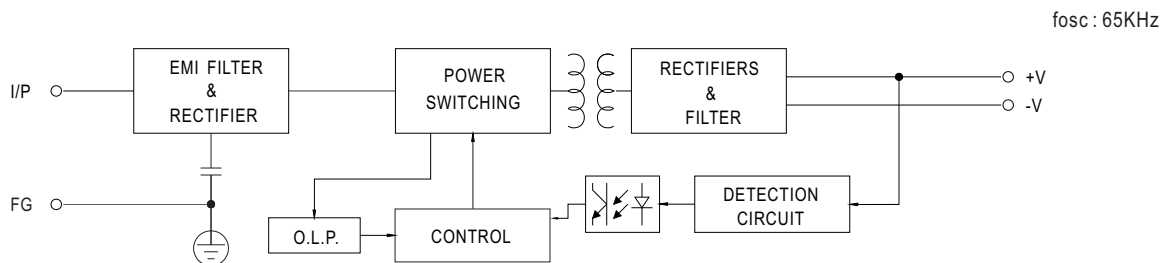 fosc : 65KHz
EMI FILTER
&
RECTIFIER
POWER
SWITCHING
RECTIFIERS
&
FILTER
I/P
+V
-V
FG
O.L.P.
CONTROL
DETECTION
CIRCUIT